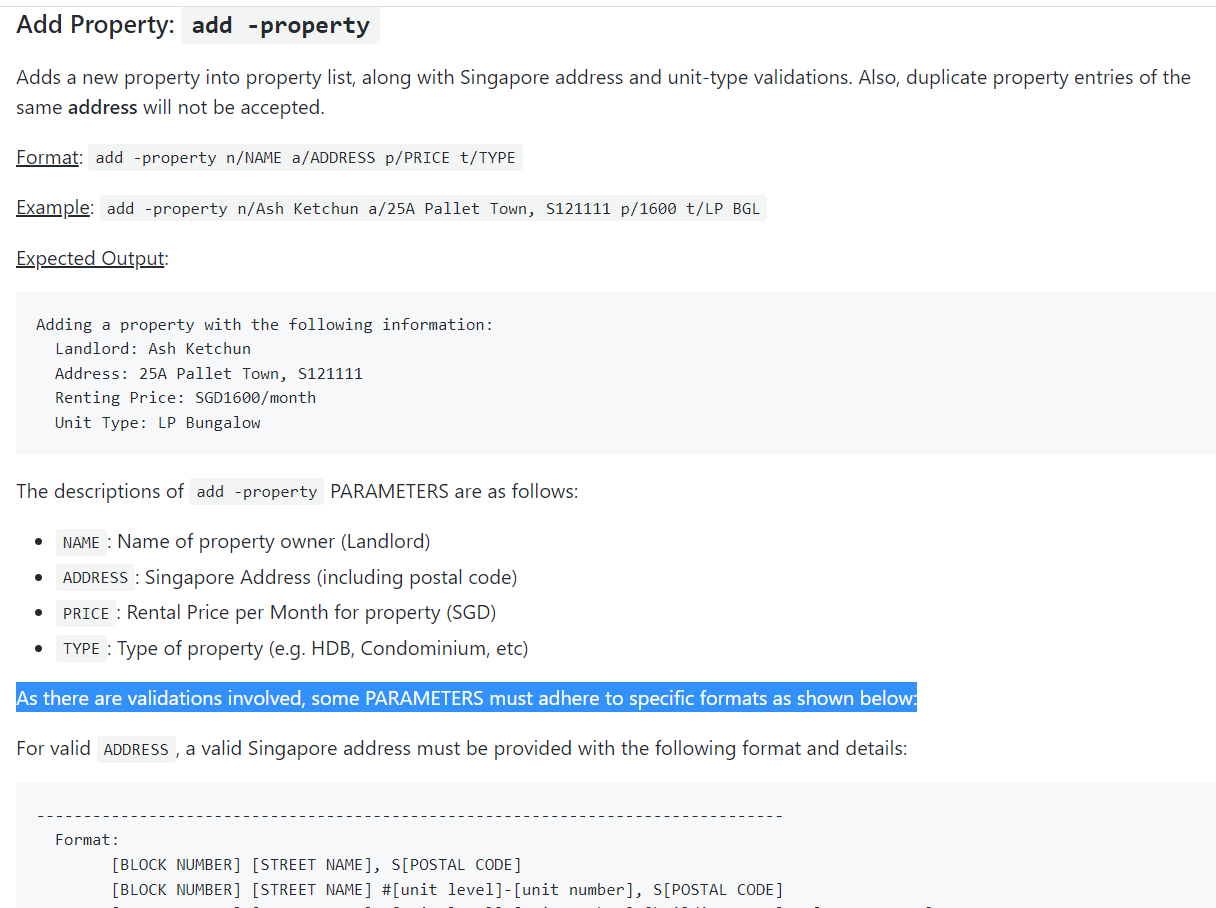 Add Property: add -property
Adds a new property into property list, along with Singapore address and unit-type validations. Also, duplicate property entries of the
same address will not be accepted.
Format: add -property n/NAME a/ADDRESS p/PRICE t/TYPE
Example: add -property n/Ash Ketchun a/25A Pallet Town, S121111 p/1600 t/LP BGL
Expected Output:
Adding a property with the following information:
Landlord: Ash Ketchun
Address: 25A Pallet Town, S121111
Renting Price: SGD1600/month
Unit Type: LP Bungalow
The descriptions of add -property PARAMETERS are as follows:
NAME : Name of property owner (Landlord)
ADDRESS : Singapore Address (including postal code)
PRICE : Rental Price per Month for property (SGD)
TYPE : Type of property (e.g. HDB, Condominium, etc)
As there are validations involved, some PARAMETERS must adhere to specific formats as shown below:
For valid ADDRESS , a valid Singapore address must be provided with the following format and details:
--------------------------------------------------------------------------------
Format:
[BLOCK NUMBER] [STREET NAME], S[POSTAL CODE]
[BLOCK NUMBER] [STREET NAME] #[unit level]-[unit number], S[POSTAL CODE]